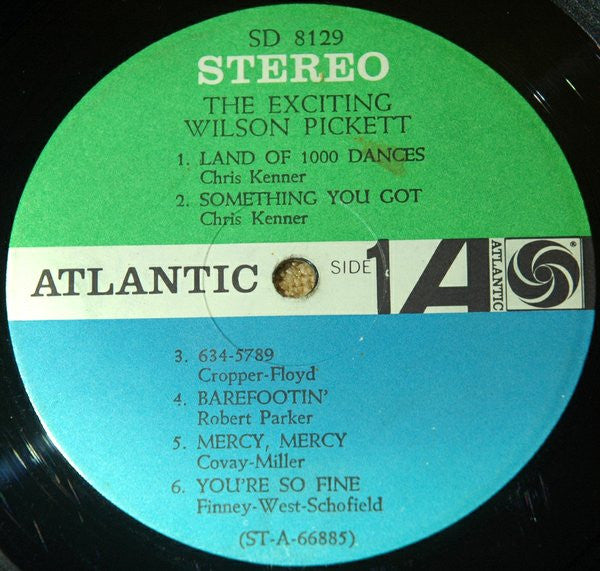 SD 8129
STEREO
THE EXCITING
WILSON PICKETT
1. LAND OF 1000 DANCES
Chris Kenner
2. SOMETHING YOU GOT
Chris Kenner
ATLANTIC
SIDE 1
A
ATLANTIC
®
3. 634-5789
Cropper-Floyd
4. BAREFOOTIN'
Robert Parker
5. MERCY, MERCY
Covay-Miller
6. YOU'RE SO FINE
Finney-West-Schofield
(ST-A-66885)